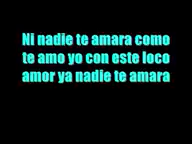 Ni nadie te amara como
te amo yo con este loco
amor ya nadie te amara